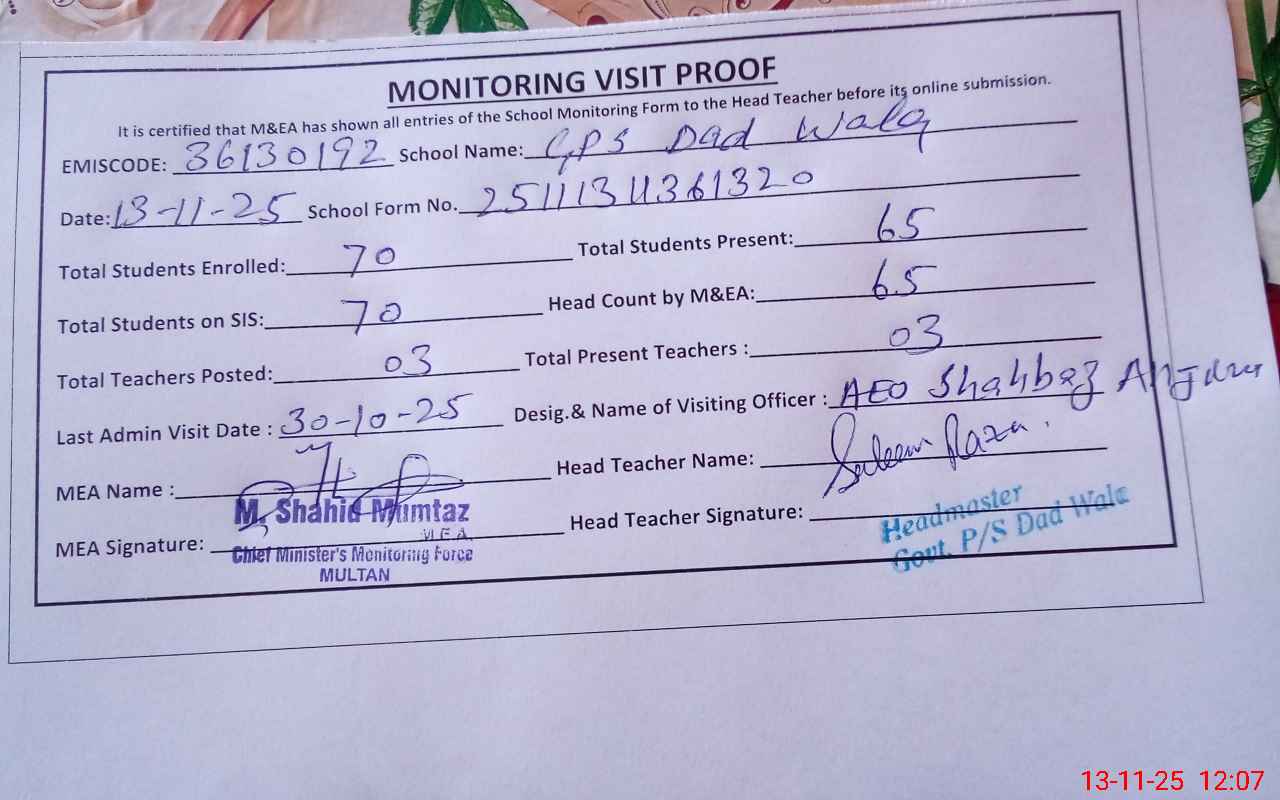 MONITORING VISIT PROOF
It is certified that M&EA has shown all entries of the School Monitoring Form to the Head Teacher before its online submission.
EMISCODE: 36130192 School Name: GPS Dad Wala
Date: 13-11-25 School Form No. 25111311361320
Total Students Enrolled: 70 Total Students Present: 65
Total Students on SIS: 70 Head Count by M&EA: 65
Total Teachers Posted: 03 Total Present Teachers : 03
Last Admin Visit Date : 30-10-25 Desig.& Name of Visiting Officer : AEO Shahbaz Anjum
MEA Name : Head Teacher Name: Saleem Raza.
M. Shahid Mumtaz
M.E.A.
MEA Signature: Head Teacher Signature:
Chief Minister's Monitoring Force
MULTAN
Headmaster
Govt. P/S Dad Wala
13-11-25 12:07